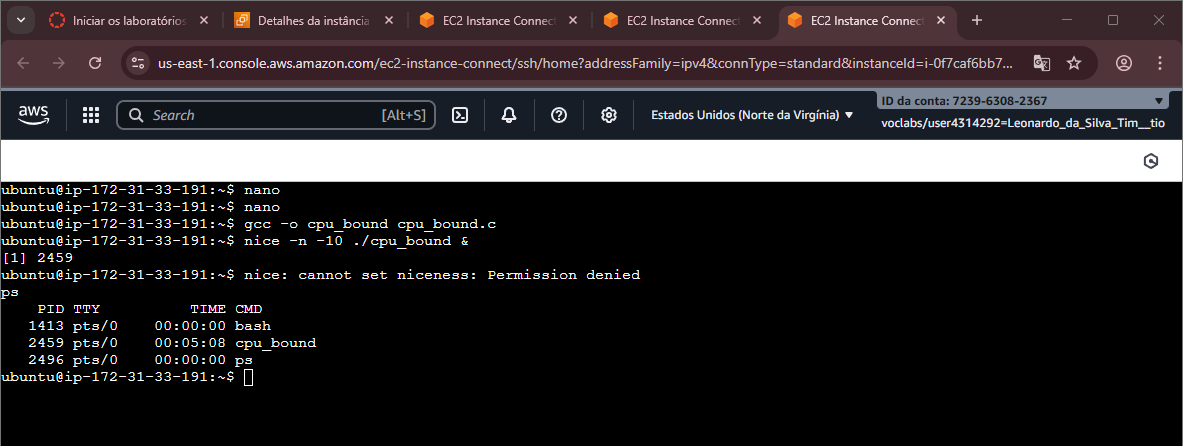 Iniciar os laboratórios
Detalhes da instância
EC2 Instance Connect
EC2 Instance Connect
EC2 Instance Connect
us-east-1.console.aws.amazon.com/ec2-instance-connect/ssh/home?addressFamily=ipv4&connType=standard&instanceId=i-0f7caf6bb7...
aws
Search
[Alt+S]
Estados Unidos (Norte da Virgínia)
ID da conta: 7239-6308-2367
voclabs/user4314292=Leonardo_da_Silva_Tim__tio
ubuntu@ip-172-31-33-191:~$ nano
ubuntu@ip-172-31-33-191:~$ nano
ubuntu@ip-172-31-33-191:~$ gcc -o cpu_bound cpu_bound.c
ubuntu@ip-172-31-33-191:~$ nice -n -10 ./cpu_bound &
[1] 2459
ubuntu@ip-172-31-33-191:~$ nice: cannot set niceness: Permission denied
ps
PID TTY TIME CMD
1413 pts/0 00:00:00 bash
2459 pts/0 00:05:08 cpu_bound
2496 pts/0 00:00:00 ps
ubuntu@ip-172-31-33-191:~$